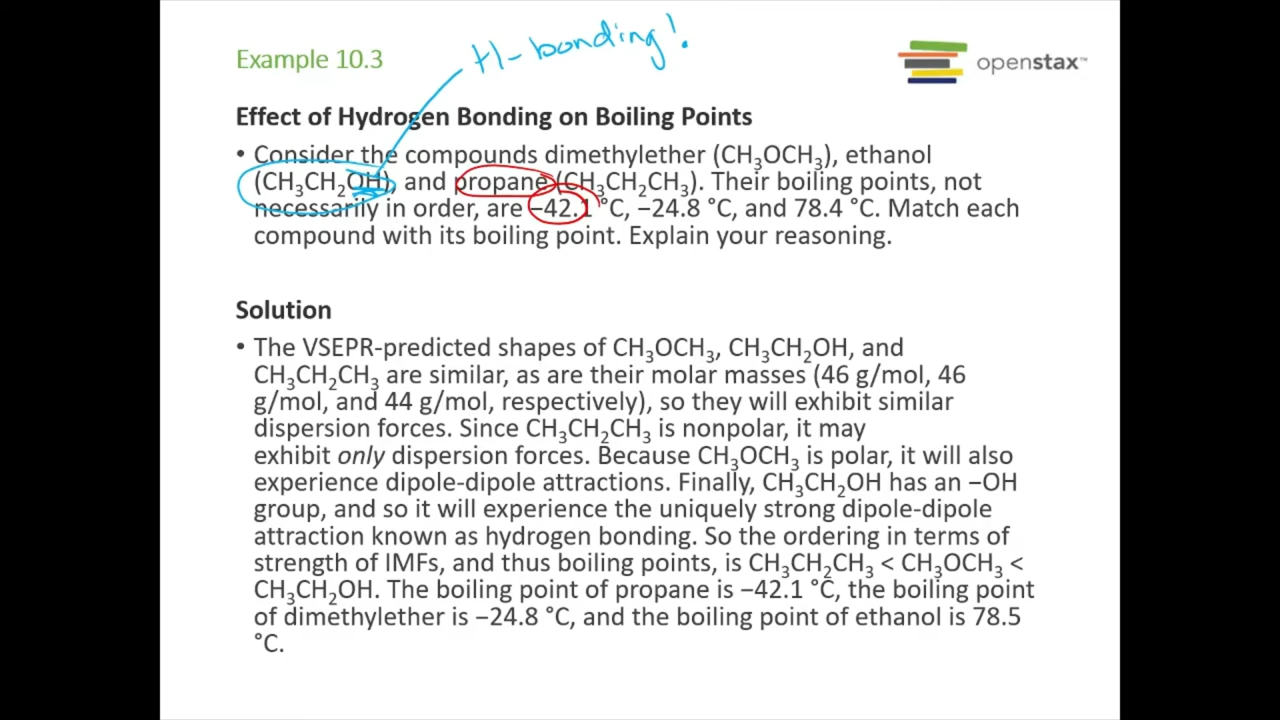 H-bonding!
Example 10.3
openstax™
Effect of Hydrogen Bonding on Boiling Points
• Consider the compounds dimethylether (CH₃OCH₃), ethanol
(CH₃CH₂OH), and propane (CH₃CH₂CH₃). Their boiling points, not
necessarily in order, are −42.1 °C, −24.8 °C, and 78.4 °C. Match each
compound with its boiling point. Explain your reasoning.
Solution
• The VSEPR-predicted shapes of CH₃OCH₃, CH₃CH₂OH, and
CH₃CH₂CH₃ are similar, as are their molar masses (46 g/mol, 46
g/mol, and 44 g/mol, respectively), so they will exhibit similar
dispersion forces. Since CH₃CH₂CH₃ is nonpolar, it may
exhibit only dispersion forces. Because CH₃OCH₃ is polar, it will also
experience dipole-dipole attractions. Finally, CH₃CH₂OH has an −OH
group, and so it will experience the uniquely strong dipole-dipole
attraction known as hydrogen bonding. So the ordering in terms of
strength of IMFs, and thus boiling points, is CH₃CH₂CH₃ < CH₃OCH₃ <
CH₃CH₂OH. The boiling point of propane is −42.1 °C, the boiling point
of dimethylether is −24.8 °C, and the boiling point of ethanol is 78.5
°C.